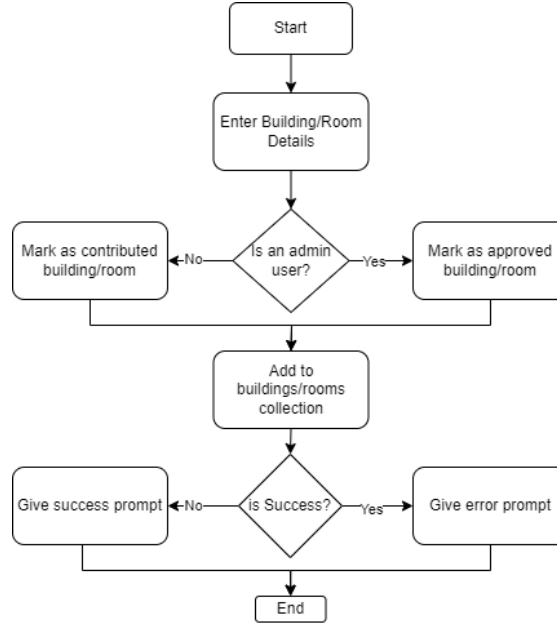 Start
Enter Building/Room
Details
Mark as contributed
building/room
No
Is an admin
user?
Yes
Mark as approved
building/room
Add to
buildings/rooms
collection
Give success prompt
No
is Success?
Yes
Give error prompt
End